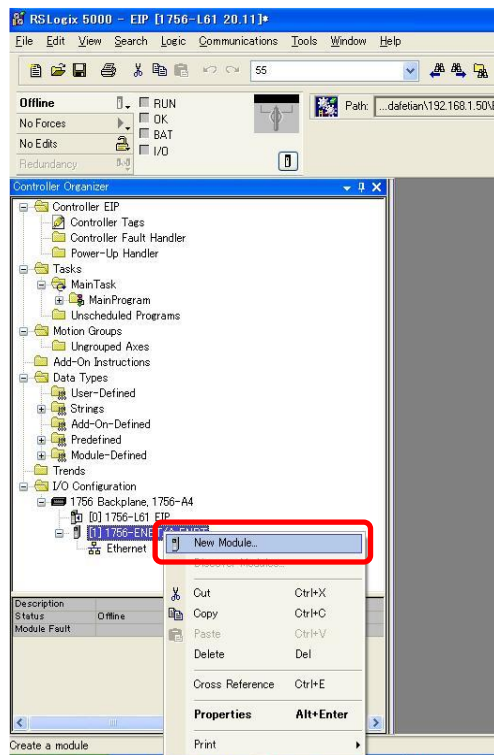 RSLogix 5000 - EIP [1756-L61 20.11]*
File Edit View Search Logic Communications Tools Window Help
55
Offline RUN Path: ...dafetian\192.168.1.50\
No Forces OK
No Edits BAT
Redundancy I/O
Controller Organizer
Controller EIP
Controller Tags
Controller Fault Handler
Power-Up Handler
Tasks
MainTask
MainProgram
Unscheduled Programs
Motion Groups
Ungrouped Axes
Add-On Instructions
Data Types
User-Defined
Strings
Add-On-Defined
Predefined
Module-Defined
Trends
I/O Configuration
1756 Backplane, 1756-A4
[0] 1756-L61 EIP
[1] 1756-ENE
Ethernet
New Module...
Discover Modules...
Cut Ctrl+X
Copy Ctrl+C
Paste Ctrl+V
Delete Del
Cross Reference Ctrl+E
Properties Alt+Enter
Print
Description
Status Offline
Module Fault
Create a module